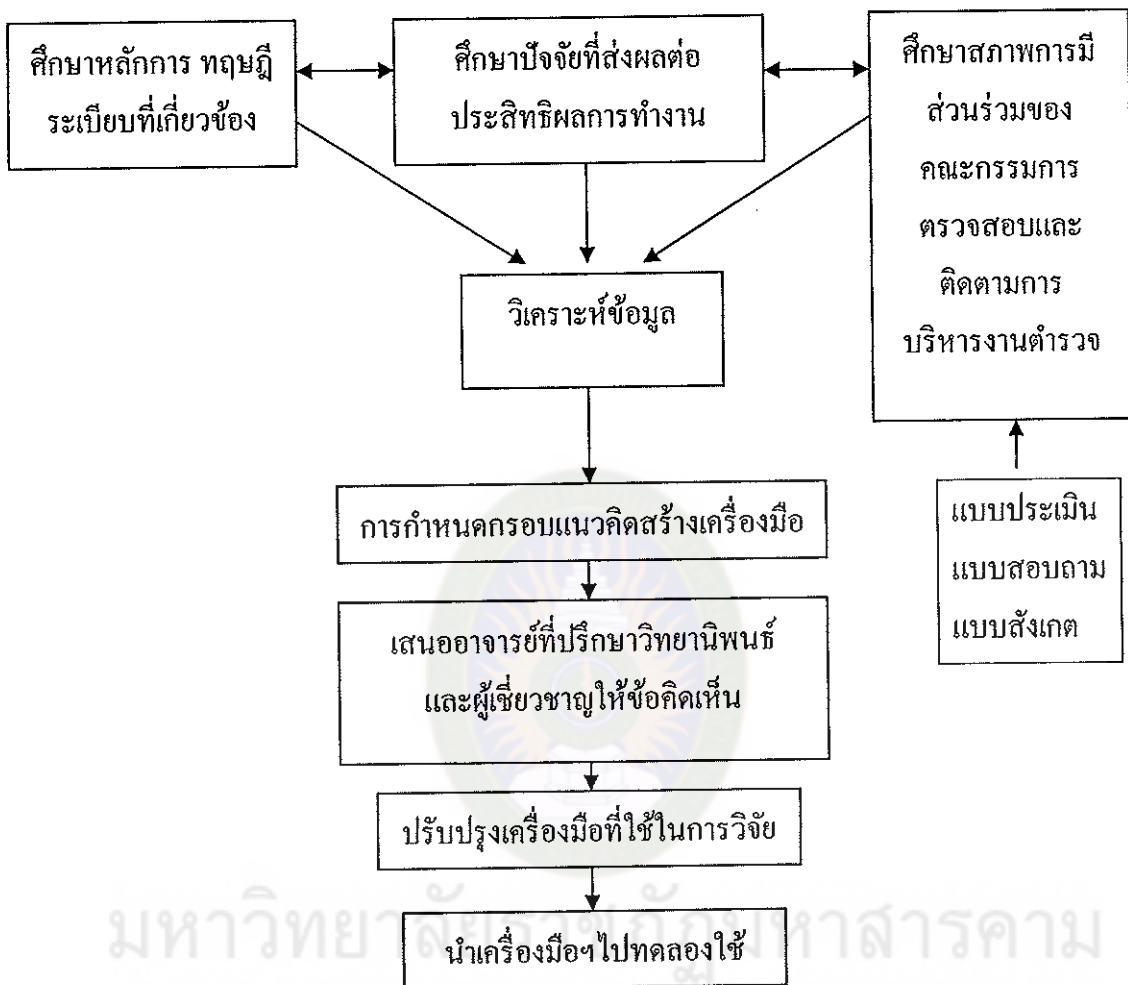 ศึกษาหลักการ ทฤษฎี
ระเบียบที่เกี่ยวข้อง
ศึกษาปัจจัยที่ส่งผลต่อ
ประสิทธิผลการทำงาน
ศึกษาสภาพการมี
ส่วนร่วมของ
คณะกรรมการ
ตรวจสอบและ
ติดตามการ
บริหารงานตำรวจ
วิเคราะห์ข้อมูล
แบบประเมิน
แบบสอบถาม
แบบสังเกต
การกำหนดกรอบแนวคิดสร้างเครื่องมือ
เสนออาจารย์ที่ปรึกษาวิทยานิพนธ์
และผู้เชี่ยวชาญให้ข้อคิดเห็น
ปรับปรุงเครื่องมือที่ใช้ในการวิจัย
มหาวิทยาลัยราชภัฏมหาสารคาม
นำเครื่องมือฯไปทดลองใช้